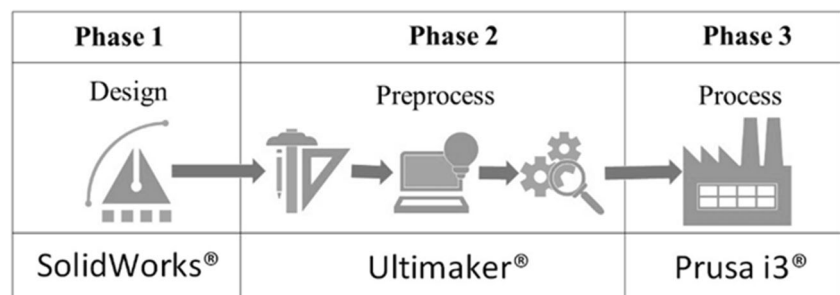 Phase 1 Phase 2 Phase 3
Design Preprocess Process
SolidWorks® Ultimaker® Prusa i3®